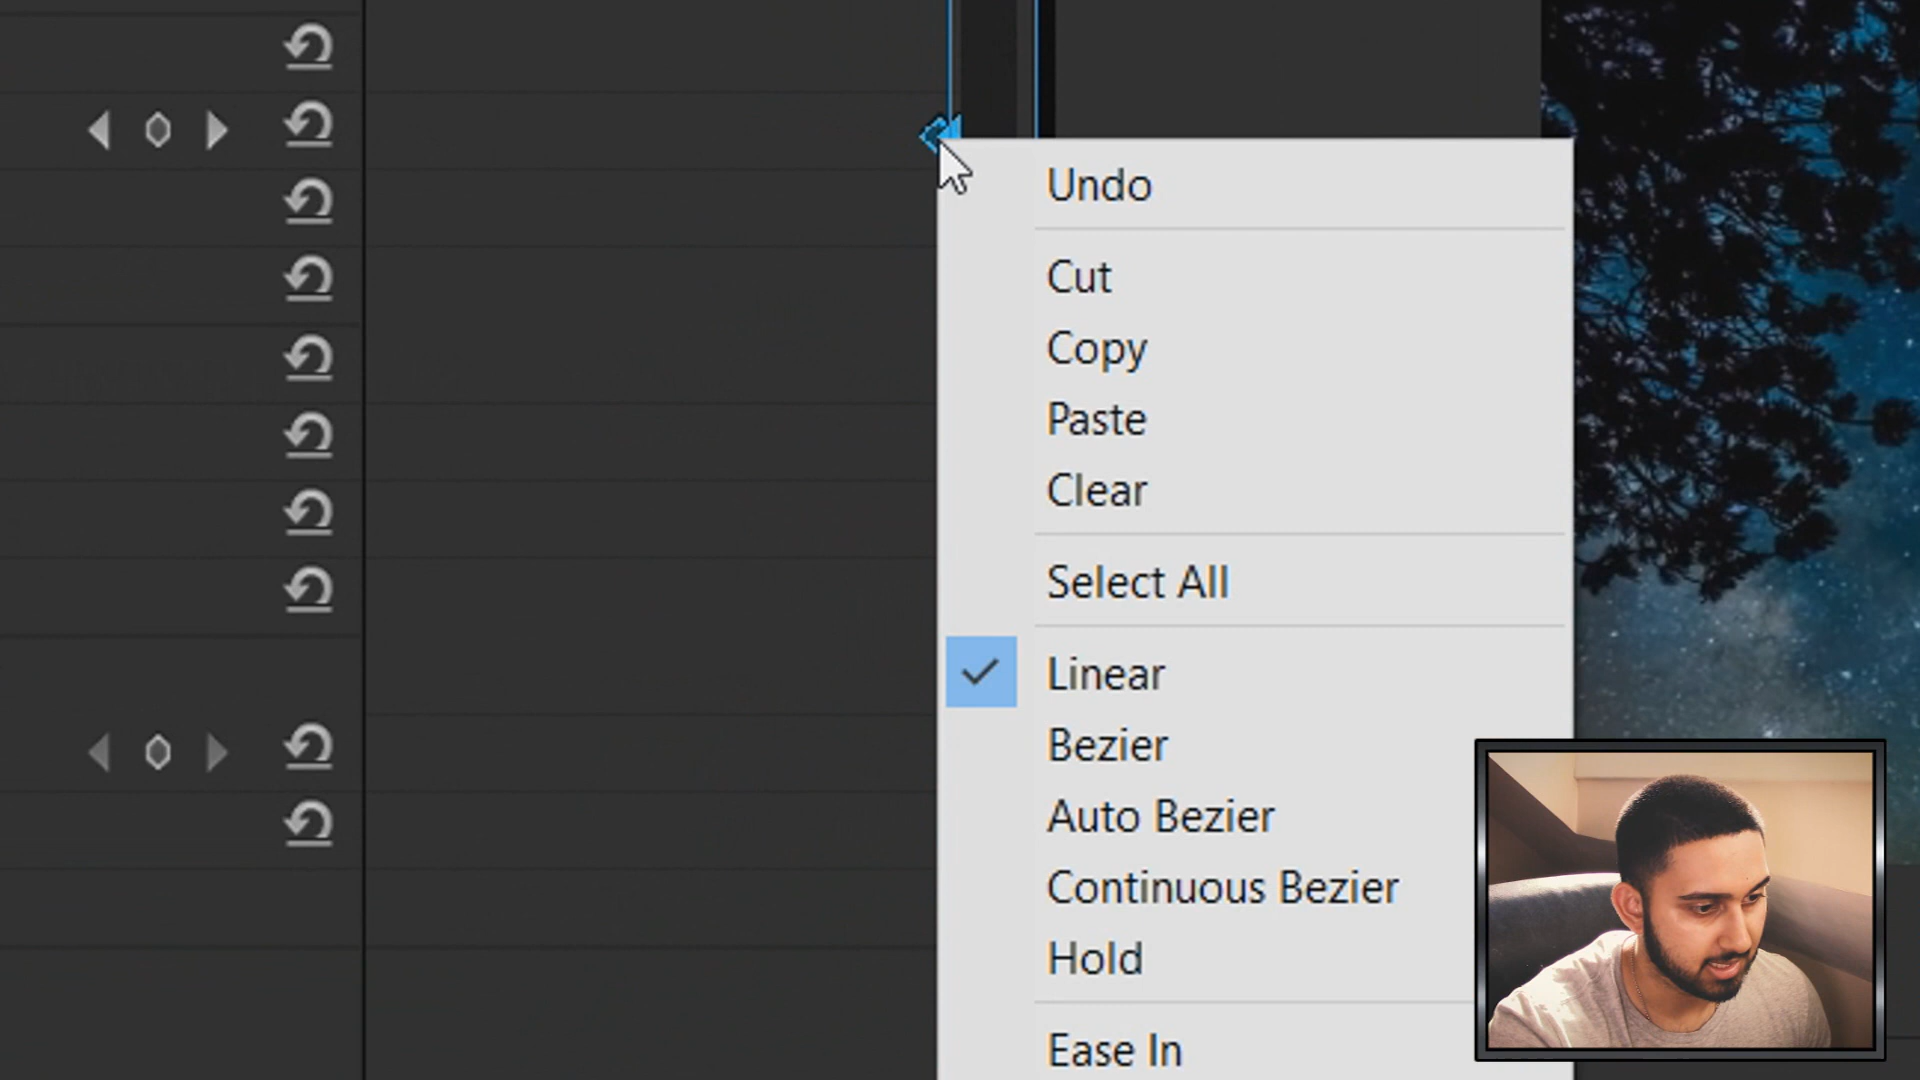 Undo
Cut
Copy
Paste
Clear
Select All
Linear
Bezier
Auto Bezier
Continuous Bezier
Hold
Ease In